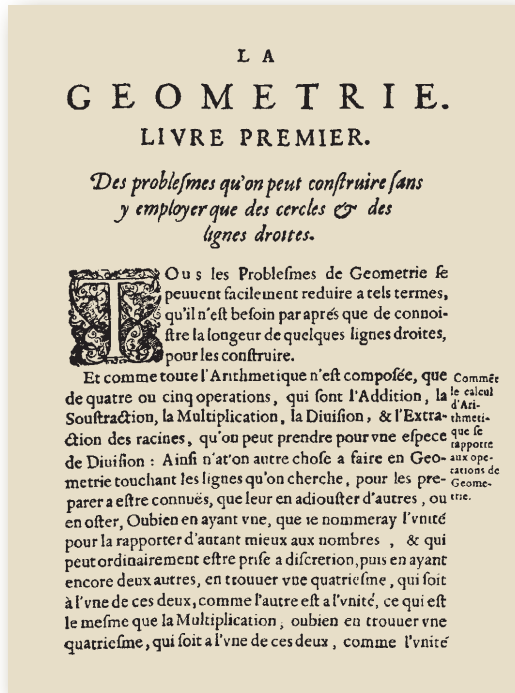 LA
GEOMETRIE.
LIVRE PREMIER.
Des problesmes qu'on peut construire sans
y employer que des cercles & des
lignes droites.
TOus les Problesmes de Geometrie se
peuuent facilement reduire a tels termes,
qu'il n'est besoin par aprés que de connoi-
stre la longeur de quelques lignes droites,
pour les construire.
Et comme toute l'Arithmetique n'est composée, que
de quatre ou cinq operations, qui sont l'Addition, la
Soustraction, la Multiplication, la Diuision, & l'Extra-
ction des racines, qu'on peut prendre pour vne espece
de Diuision : Ainsi n'at'on autre chose a faire en Geo-
metrie touchant les lignes qu'on cherche, pour les pre-
parer a estre connuës, que leur en adiouster d'autres, ou
en oster, Oubien en ayant vne, que ie nommeray l'vnité
pour la rapporter d'autant mieux aux nombres , & qui
peut ordinairement estre prise a discretion, puis en ayant
encore deux autres, en trouuer vne quatriesme, qui soit
à l'vne de ces deux, comme l'autre est a l'vnité, ce qui est
le mesme que la Multiplication ; oubien en trouuer vne
quatriesme, qui soit a l'vne de ces deux , comme l'vnité
Commēt
le calcul
d'Ari-
thmeti-
que se
rapporte
aux ope-
rations de
Geome-
trie.